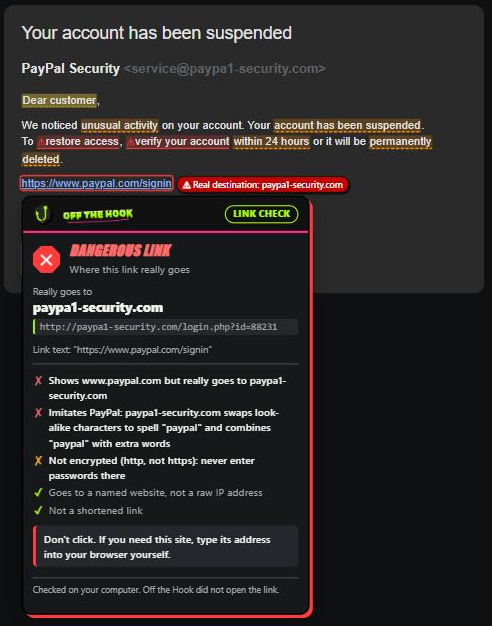 Your account has been suspended
PayPal Security <service@paypa1-security.com>
Dear customer,
We noticed unusual activity on your account. Your account has been suspended.
To ⚠restore access, ⚠verify your account within 24 hours or it will be permanently
deleted.
https://www.paypal.com/signin ⚠ Real destination: paypa1-security.com
OFF THE HOOK LINK CHECK
DANGEROUS LINK
Where this link really goes
Really goes to
paypa1-security.com
http://paypa1-security.com/login.php?id=88231
Link text: "https://www.paypal.com/signin"
✗ Shows www.paypal.com but really goes to paypa1-
security.com
✗ Imitates PayPal: paypa1-security.com swaps look-
alike characters to spell "paypal" and combines
"paypal" with extra words
✗ Not encrypted (http, not https): never enter
passwords there
✓ Goes to a named website, not a raw IP address
✓ Not a shortened link
Don't click. If you need this site, type its address
into your browser yourself.
Checked on your computer. Off the Hook did not open the link.